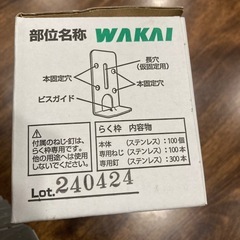 部位名称 WAKAI
長穴
(仮固定用)
本固定穴
本固定穴
ビスガイド
付属のねじ・釘は、
らく枠専用です。
他の用途へは使用
しないでください。
らく枠 内容物
本体 (ステンレス):100個
専用ねじ(ステンレス):100本
専用釘 (ステンレス):300本
Lot. 240424